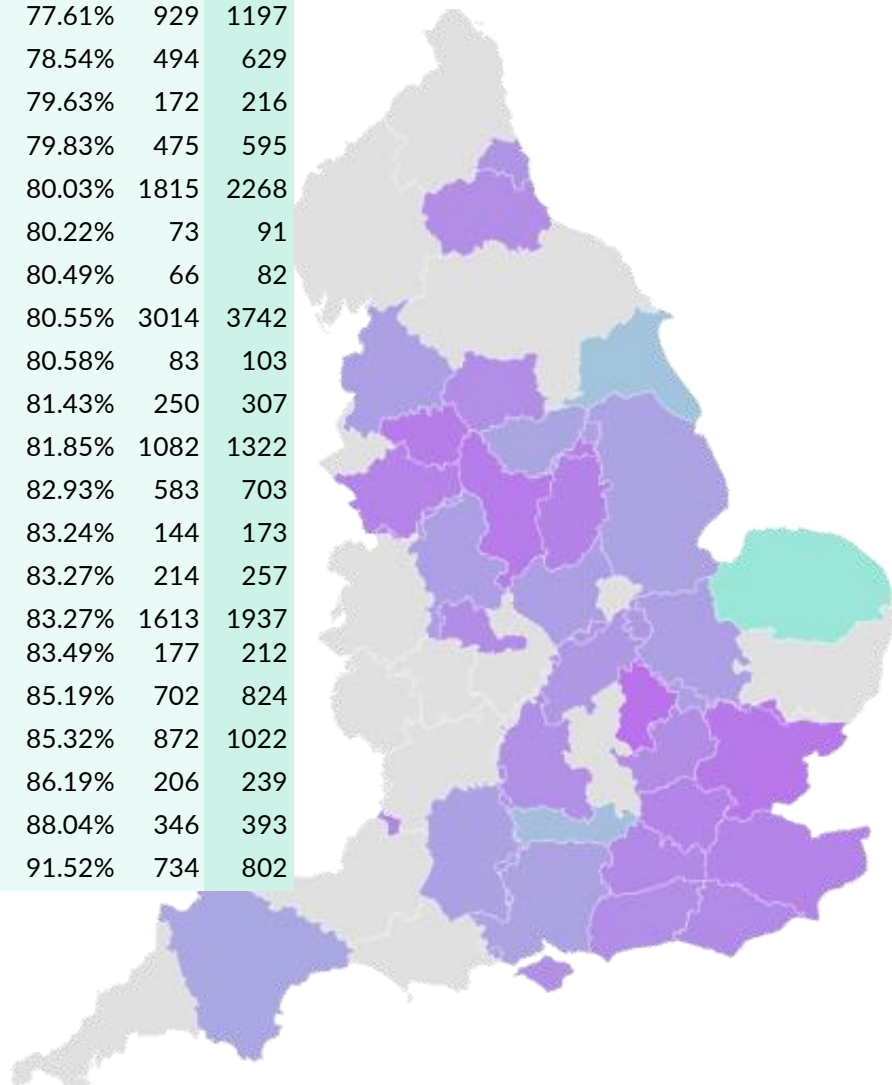 77.61% 929 1197
78.54% 494 629
79.63% 172 216
79.83% 475 595
80.03% 1815 2268
80.22% 73 91
80.49% 66 82
80.55% 3014 3742
80.58% 83 103
81.43% 250 307
81.85% 1082 1322
82.93% 583 703
83.24% 144 173
83.27% 214 257
83.27% 1613 1937
83.49% 177 212
85.19% 702 824
85.32% 872 1022
86.19% 206 239
88.04% 346 393
91.52% 734 802